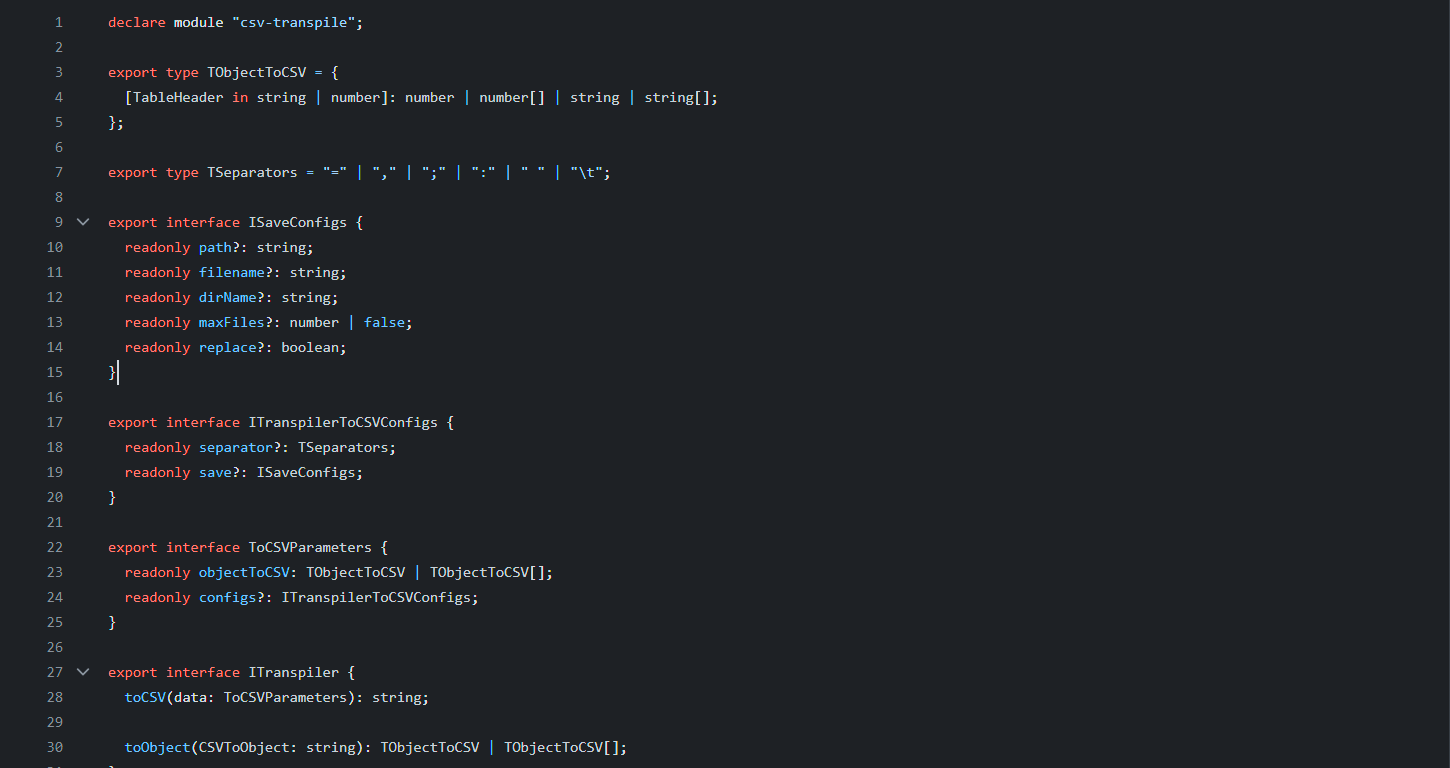 1 declare module "csv-transpile";
2
3 export type TObjectToCSV = {
4   [TableHeader in string | number]: number | number[] | string | string[];
5 };
6
7 export type TSeparators = "=" | "," | ";" | ":" | " " | "\t";
8
9 export interface ISaveConfigs {
10   readonly path?: string;
11   readonly filename?: string;
12   readonly dirName?: string;
13   readonly maxFiles?: number | false;
14   readonly replace?: boolean;
15 }
16
17 export interface ITranspilerToCSVConfigs {
18   readonly separator?: TSeparators;
19   readonly save?: ISaveConfigs;
20 }
21
22 export interface ToCSVParameters {
23   readonly objectToCSV: TObjectToCSV | TObjectToCSV[];
24   readonly configs?: ITranspilerToCSVConfigs;
25 }
26
27 export interface ITranspiler {
28   toCSV(data: ToCSVParameters): string;
29
30   toObject(CSVToObject: string): TObjectToCSV | TObjectToCSV[];